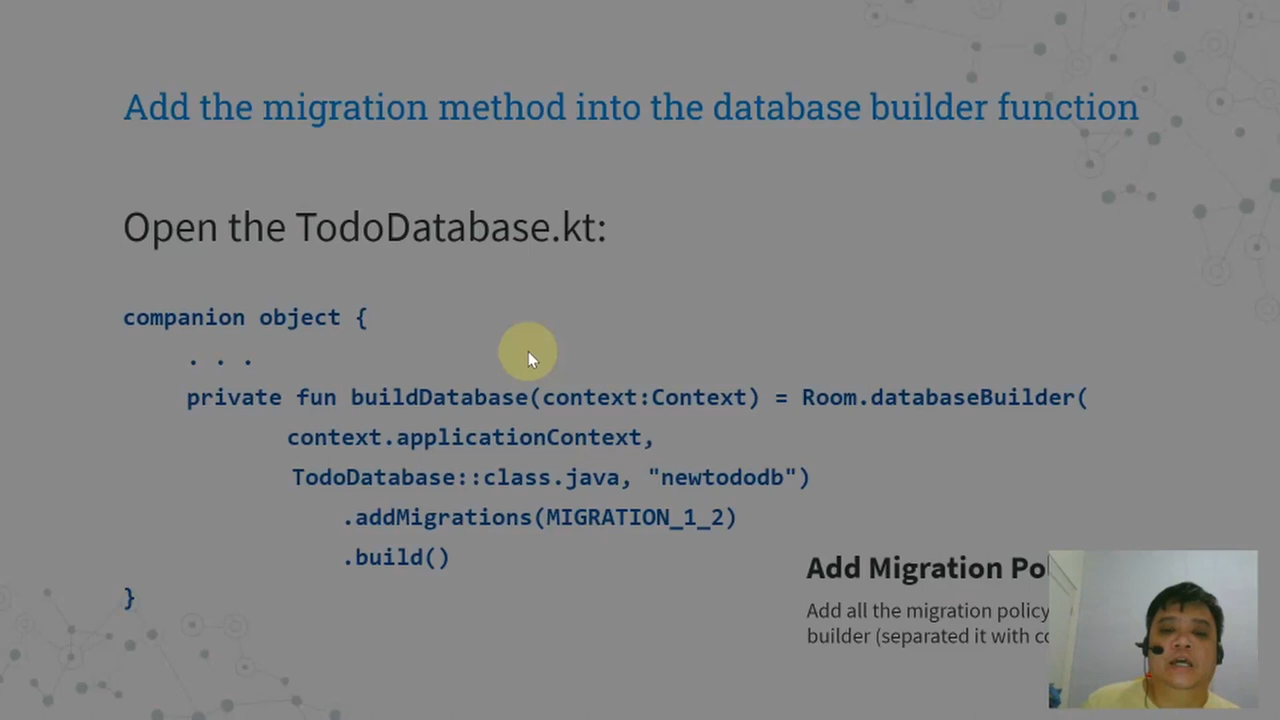 Add the migration method into the database builder function
Open the TodoDatabase.kt:
companion object {
. . .
private fun buildDatabase(context:Context) = Room.databaseBuilder(
context.applicationContext,
TodoDatabase::class.java, "newtododb")
.addMigrations(MIGRATION_1_2)
.build()
}
Add Migration
Add all the migration policy
builder (separated it with